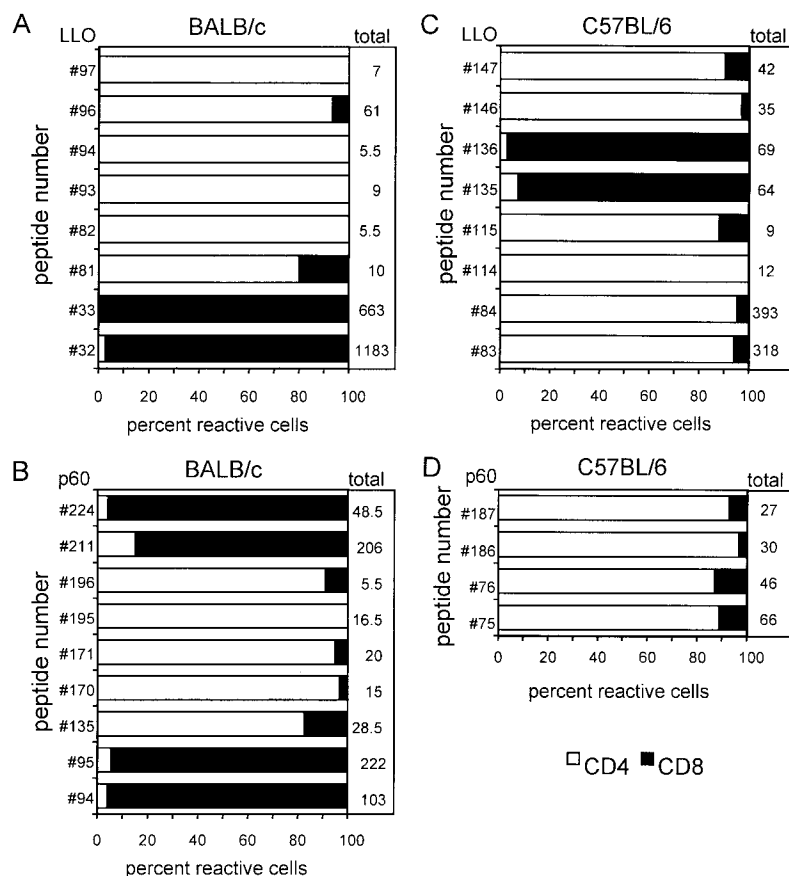 A LLO BALB/c total
#97 7
#96 61
#94 5.5
#93 9
#82 5.5
#81 10
#33 663
#32 1183
peptide number
0 20 40 60 80 100
percent reactive cells
B p60 BALB/c total
#224 48.5
#211 206
#196 5.5
#195 16.5
#171 20
#170 15
#135 28.5
#95 222
#94 103
peptide number
0 20 40 60 80 100
percent reactive cells
C LLO C57BL/6 total
#147 42
#146 35
#136 69
#135 64
#115 9
#114 12
#84 393
#83 318
peptide number
0 20 40 60 80 100
percent reactive cells
D p60 C57BL/6 total
#187 27
#186 30
#76 46
#75 66
peptide number
0 20 40 60 80 100
percent reactive cells
CD4 CD8